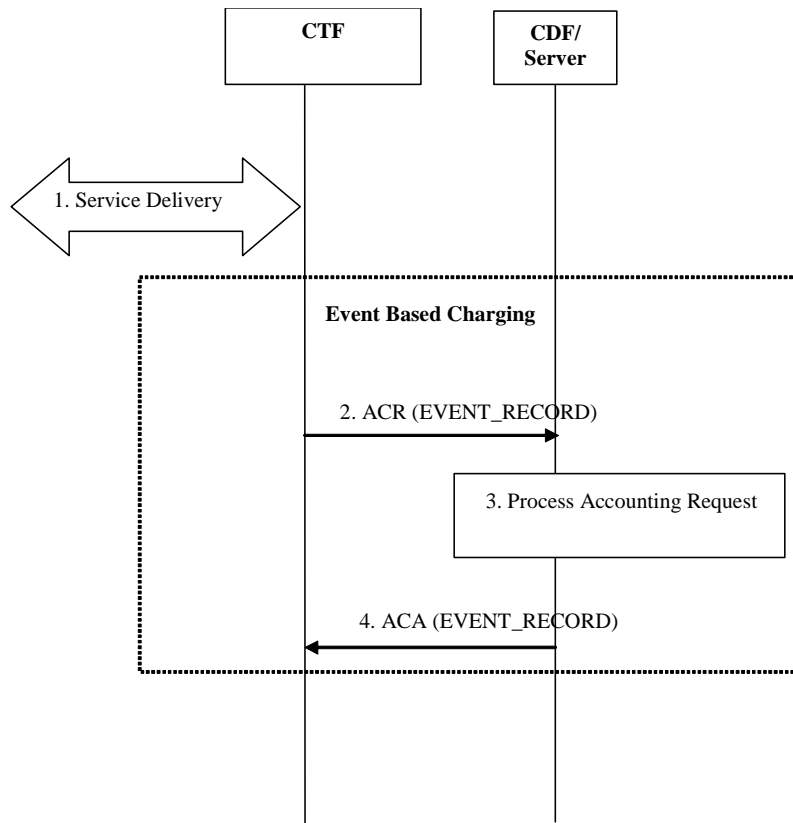 CTF
CDF/
Server
1. Service Delivery
Event Based Charging
2. ACR (EVENT_RECORD)
3. Process Accounting Request
4. ACA (EVENT_RECORD)